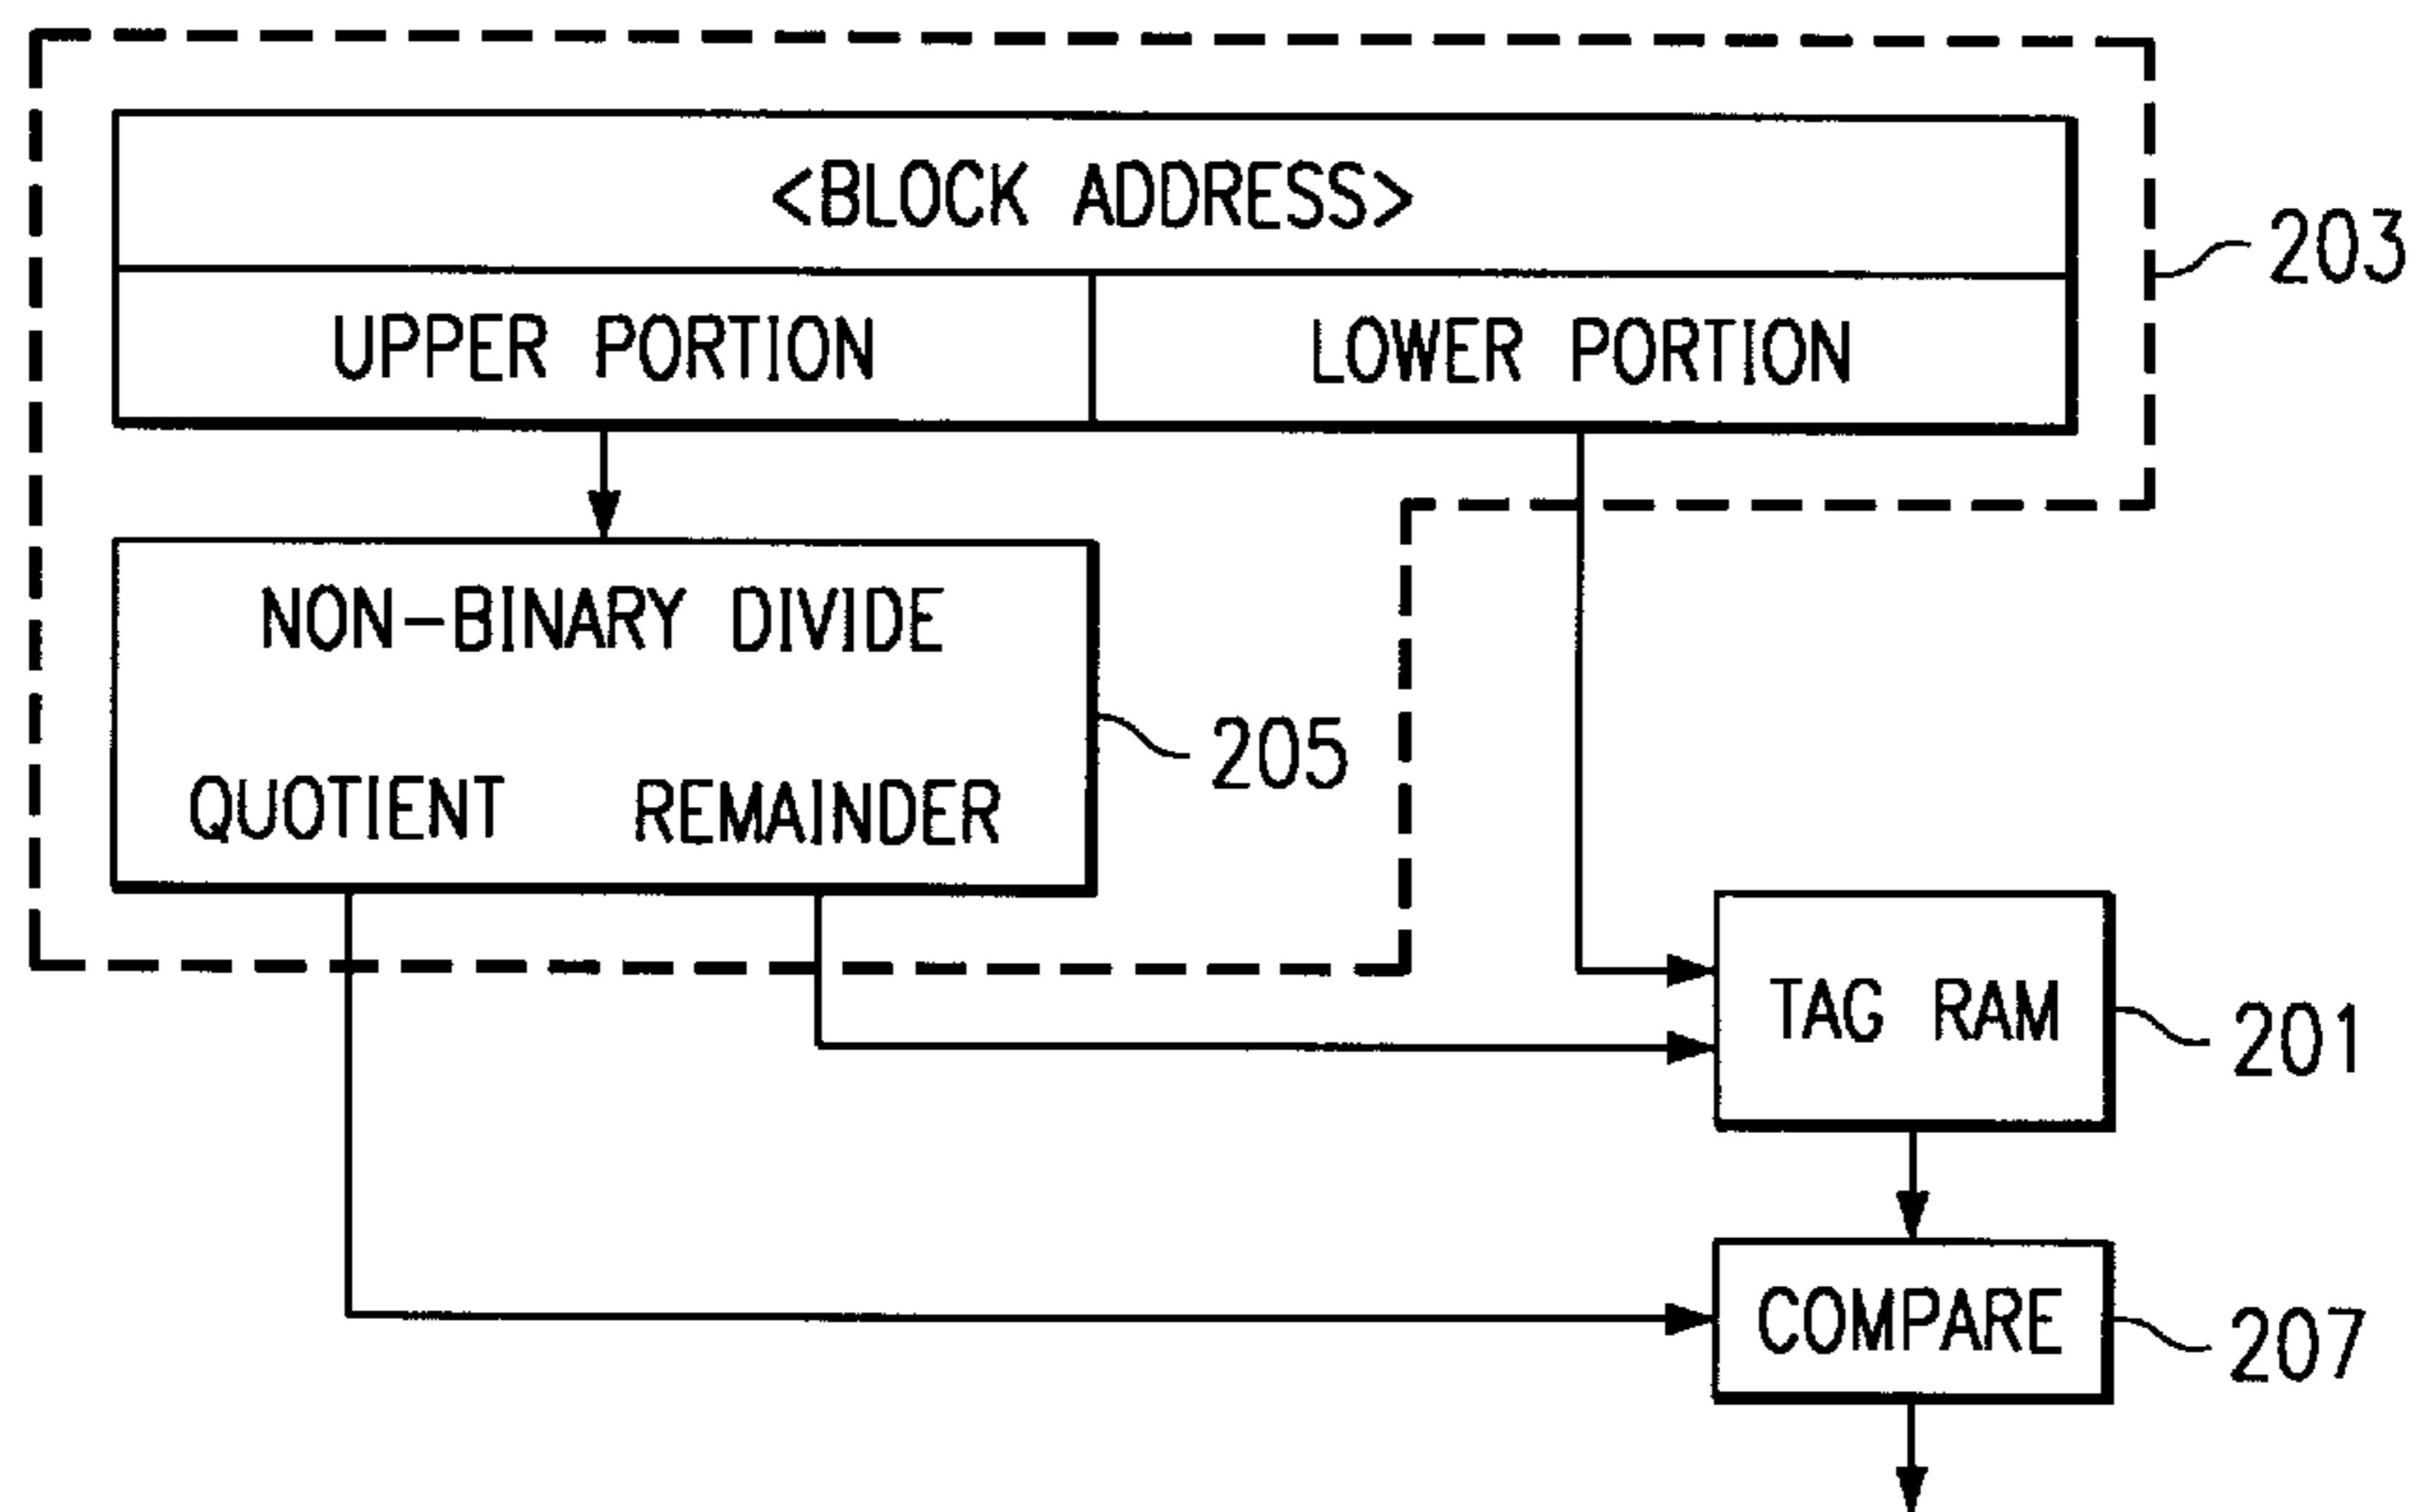 <BLOCK ADDRESS>
203
UPPER PORTION
LOWER PORTION
NON-BINARY DIVIDE
205
QUOTIENT REMAINDER
TAG RAM
201
COMPARE
207